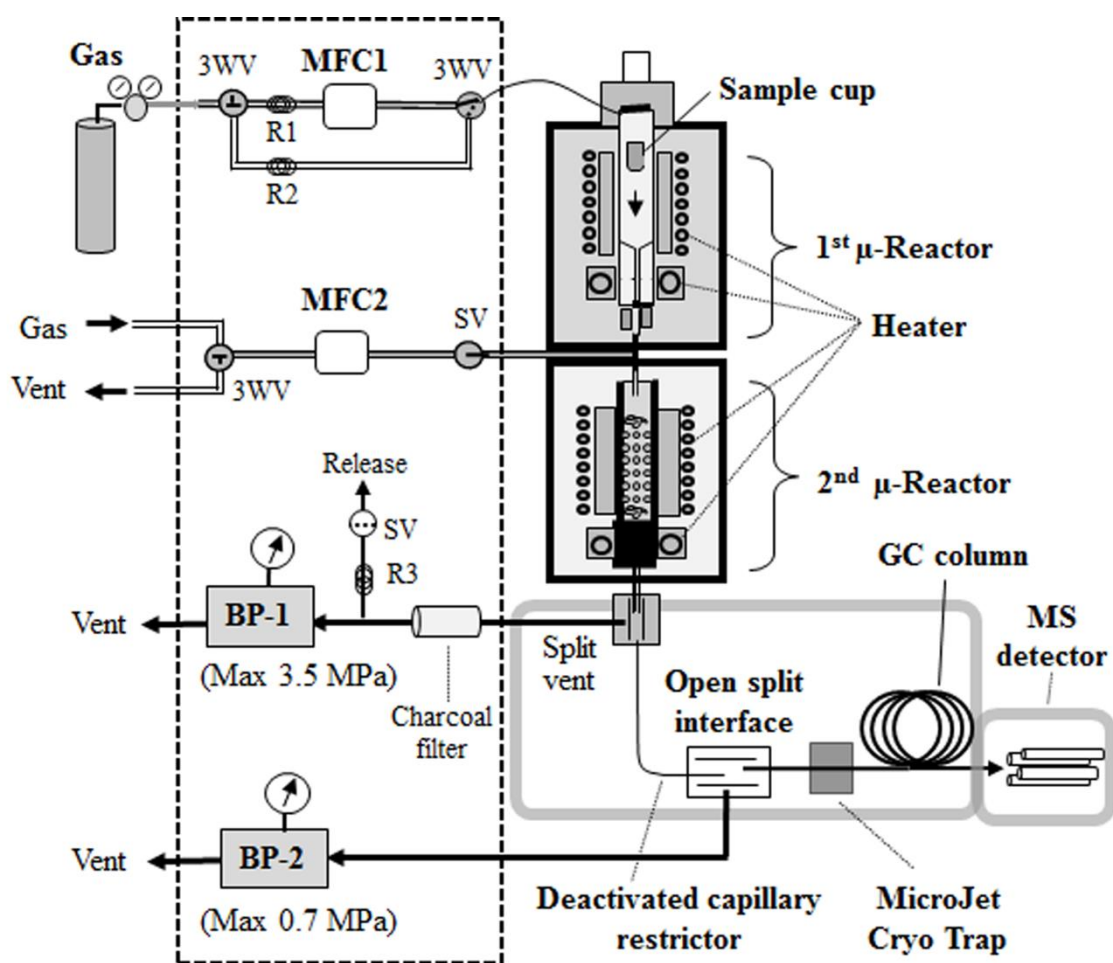 Gas
3WV
MFC1
3WV
R1
R2
Sample cup
1st μ-Reactor
Heater
Gas
Vent
3WV
MFC2
SV
2nd μ-Reactor
Release
SV
R3
Vent
BP-1
(Max 3.5 MPa)
Charcoal
filter
Split
vent
Open split
interface
GC column
MS
detector
Vent
BP-2
(Max 0.7 MPa)
Deactivated capillary
restrictor
MicroJet
Cryo Trap